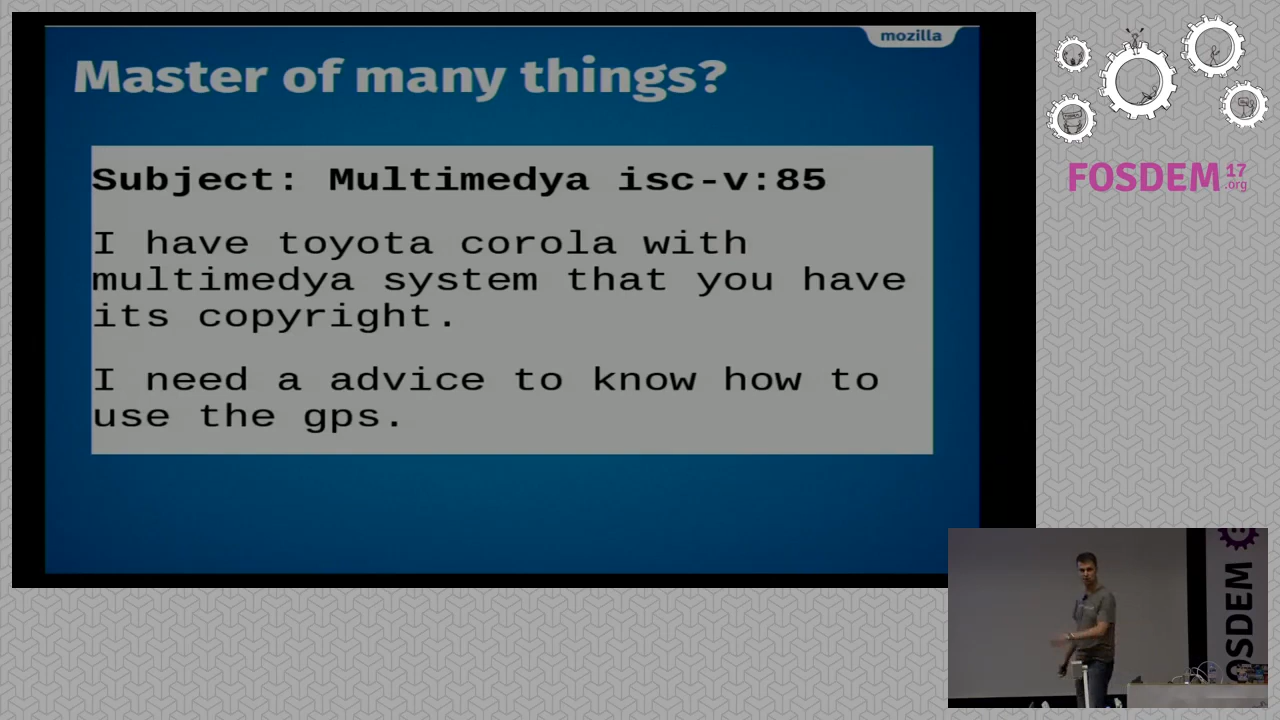 mozilla
Master of many things?
Subject: Multimedya isc-v:85
I have toyota corola with
multimedya system that you have
its copyright.
I need a advice to know how to
use the gps.
FOSDEM 17
.org
OSDEM